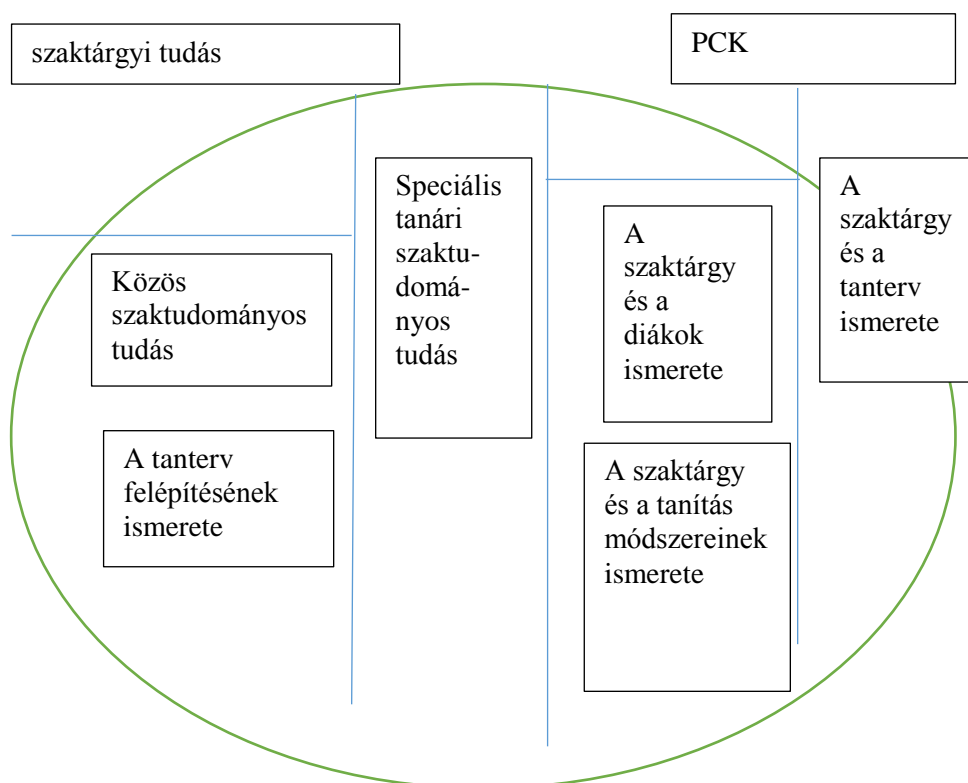 szaktárgyi tudás
PCK
Közös
szaktudományos
tudás
A tanterv
felépítésének
ismerete
Speciális
tanári
szaktu-
domá-
nyos
tudás
A
szaktárgy
és a
diákok
ismerete
A szaktárgy
és a tanítás
módszereinek
ismerete
A
szaktárgy
és a
tanterv
ismerete